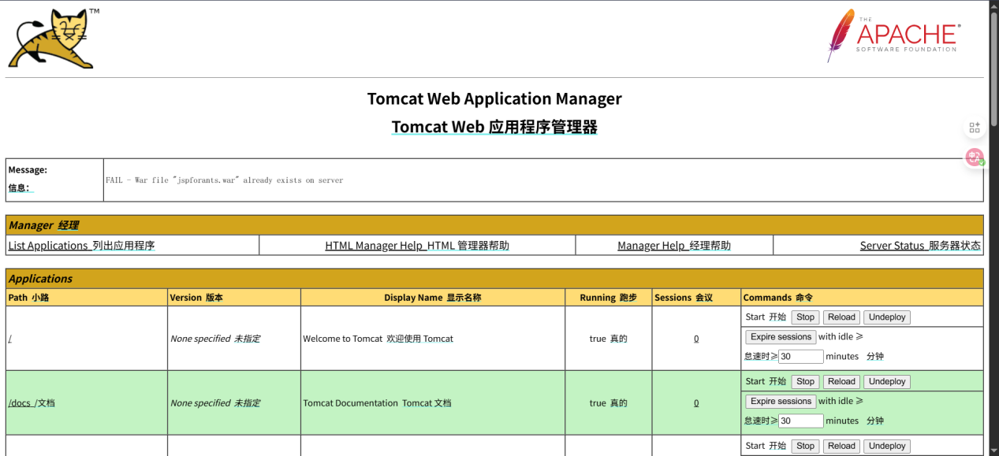 TM
THE
APACHE®
SOFTWARE FOUNDATION
Tomcat Web Application Manager
Tomcat Web 应用程序管理器
Message:
信息:
FAIL - War file "jspforants.war" already exists on server
Manager 经理
List Applications 列出应用程序 HTML Manager Help HTML 管理器帮助 Manager Help 经理帮助 Server Status 服务器状态
Applications
Path 小路 Version 版本 Display Name 显示名称 Running 跑步 Sessions 会议 Commands 命令
/ None specified 未指定 Welcome to Tomcat 欢迎使用 Tomcat true 真的 0
Start 开始 Stop Reload Undeploy
Expire sessions with idle ≥
怠速时≥ 30 minutes 分钟
/docs /文档 None specified 未指定 Tomcat Documentation Tomcat 文档 true 真的 0
Start 开始 Stop Reload Undeploy
Expire sessions with idle ≥
怠速时≥ 30 minutes 分钟
Start 开始 Stop Reload Undeploy